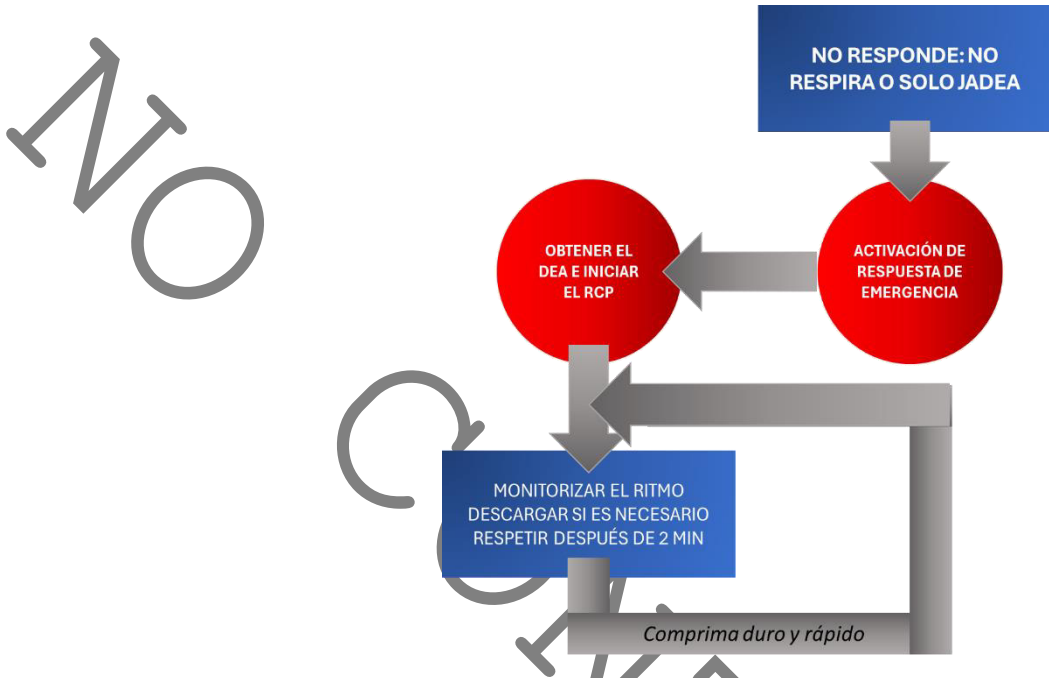 NO RESPONDE: NO
RESPIRA O SOLO JADEA
ACTIVACIÓN DE
RESPUESTA DE
EMERGENCIA
OBTENER EL
DEA E INICIAR
EL RCP
MONITORIZAR EL RITMO
DESCARGAR SI ES NECESARIO
RESPETIR DESPUÉS DE 2 MIN
Comprima duro y rápido
NO